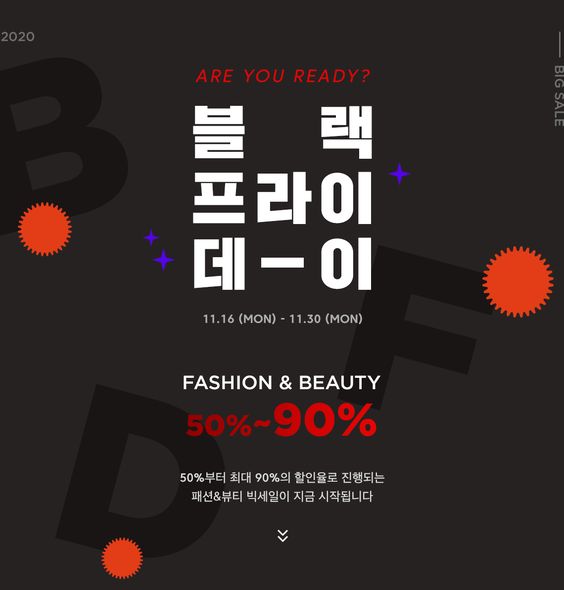 2020
BIG SALE
ARE YOU READY?
블 랙
프라이
데ー이
11.16 (MON) - 11.30 (MON)
B
F
D
FASHION & BEAUTY
50%~90%
50%부터 최대 90%의 할인율로 진행되는
패션&뷰티 빅세일이 지금 시작됩니다